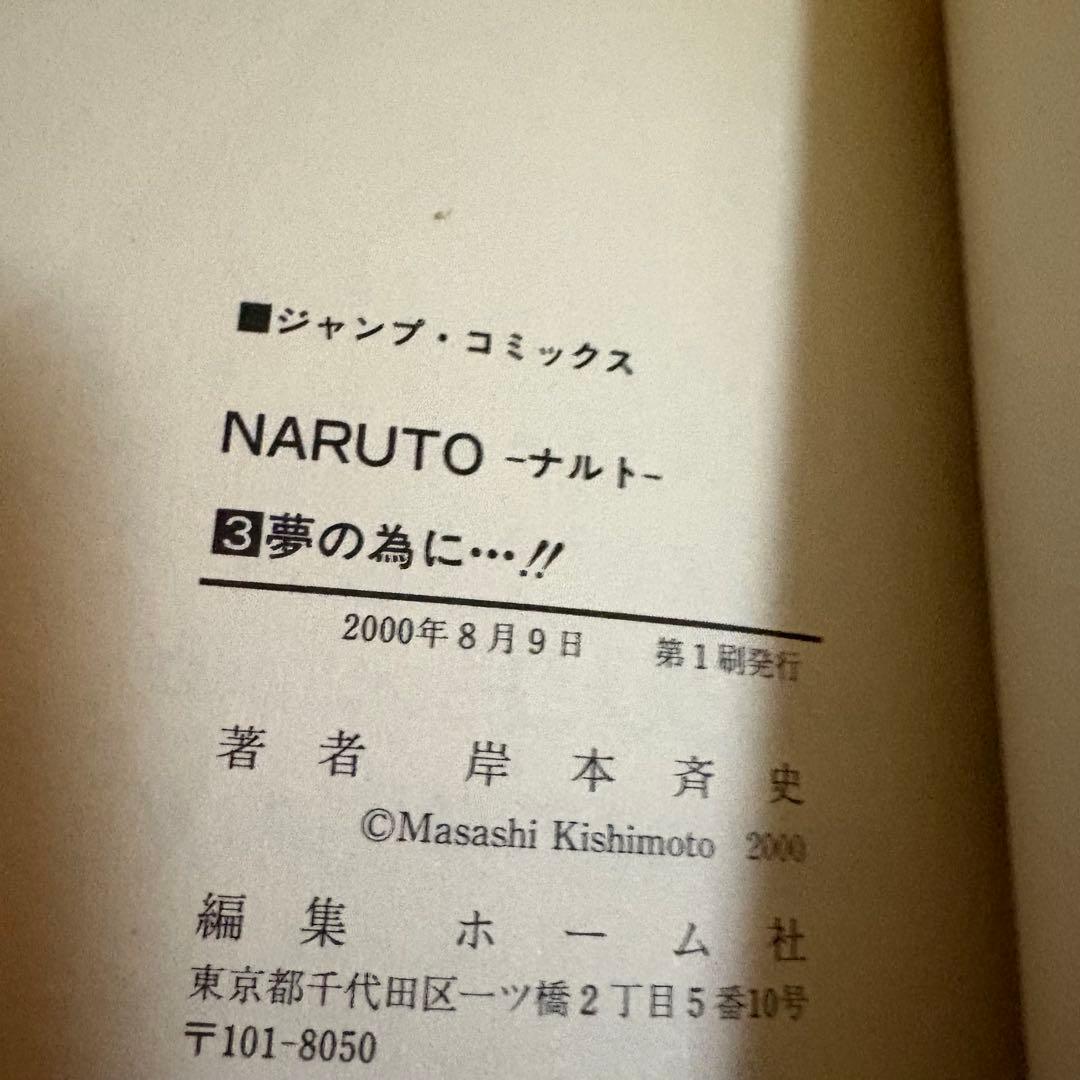 ■ジャンプ・コミックス
NARUTO -ナルト-
3夢の為に…!!
2000年8月9日 第1刷発行
著者 岸本斉史
©Masashi Kishimoto 2000
編集 ホーム社
東京都千代田区一ツ橋2丁目5番10号
〒101-8050